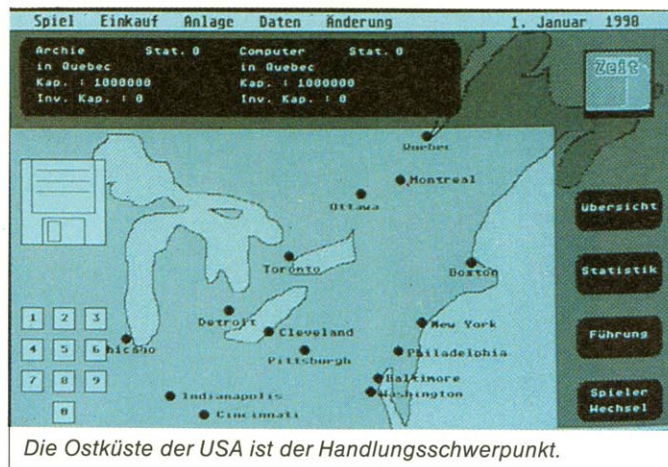 Spiel Einkauf Anlage Daten Änderung 1. Januar 1990
Archie Stat. 0 Computer Stat. 0
in Quebec in Quebec
Kap. : 1000000 Kap. : 1000000
Inv. Kap. : 0 Inv. Kap. : 0
Zeit
Quebec
Montreal
Ottawa
Übersicht
Toronto
Boston
Statistik
Detroit
Cleveland
New York
1 2 3
Führung
4 5 6 hicago
Pittsburgh
Philadelphia
7 8 9
Baltimore
Indianapolis
Washington
Spieler
Wechsel
0
Cincinnati
Die Ostküste der USA ist der Handlungsschwerpunkt.